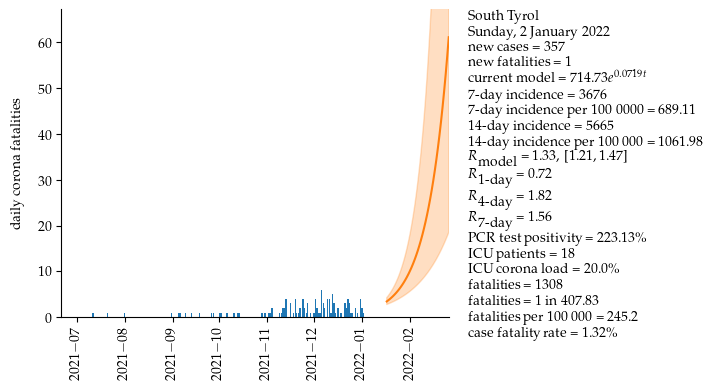 daily corona fatalities
60
50
40
30
20
10
0
2021−07
2021−08
2021−09
2021−10
2021−11
2021−12
2022−01
2022−02
South Tyrol
Sunday, 2 January 2022
new cases = 357
new fatalities = 1
current model = 714.73e^0.0719t
7-day incidence = 3676
7-day incidence per 100 0000 = 689.11
14-day incidence = 5665
14-day incidence per 100 000 = 1061.98
R_model = 1.33, [1.21, 1.47]
R_1-day = 0.72
R_4-day = 1.82
R_7-day = 1.56
PCR test positivity = 223.13%
ICU patients = 18
ICU corona load = 20.0%
fatalities = 1308
fatalities = 1 in 407.83
fatalities per 100 000 = 245.2
case fatality rate = 1.32%